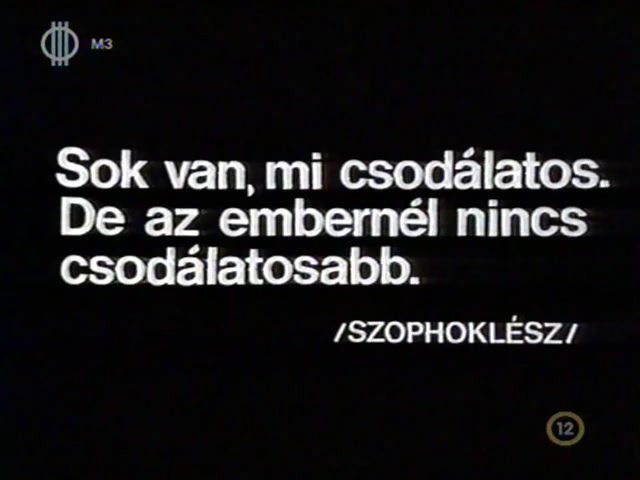 M3
Sok van, mi csodálatos.
De az embernél nincs
csodálatosabb.
/SZOPHOKLÉSZ/
12